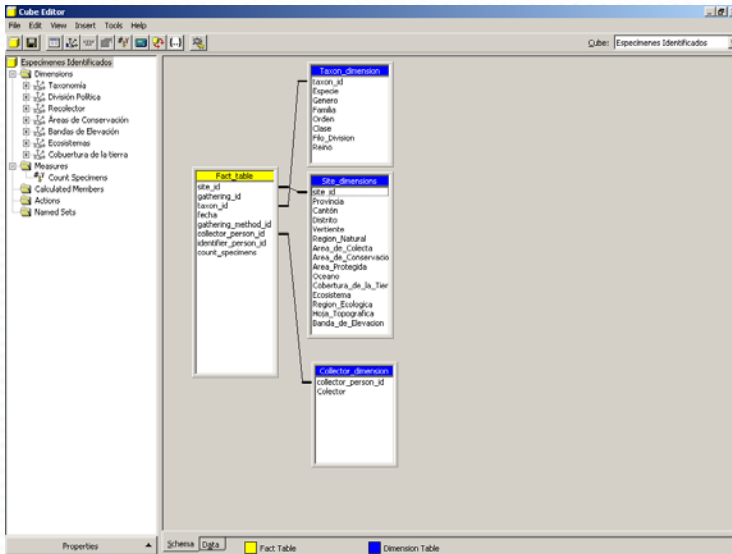 Cube Editor
File Edit View Insert Tools Help
Cube: Especimenes Identificados
Especimenes Identificados
Dimensions
Taxonomía
División Política
Recolector
Áreas de Conservación
Bandas de Elevación
Ecosistemas
Cobuertura de la tierra
Measures
Count Specimens
Calculated Members
Actions
Named Sets
Fact_table
site_id
gathering_id
taxon_id
fecha
gathering_method_id
collector_person_id
identifier_person_id
count_specimens
Taxon_dimension
taxon_id
Especie
Genero
Familia
Orden
Clase
Filo_Division
Reino
Site_dimensions
site_id
Provincia
Cantón
Distrito
Vertiente
Region_Natural
Area_de_Colecta
Area_de_Conservacio
Area_Protegida
Oceano
Cobertura_de_la_Tier
Ecosistema
Region_Ecologica
Hoja_Topografica
Banda_de_Elevacion
Collector_dimension
collector_person_id
Colector
Properties
Schema Data
Fact Table
Dimension Table